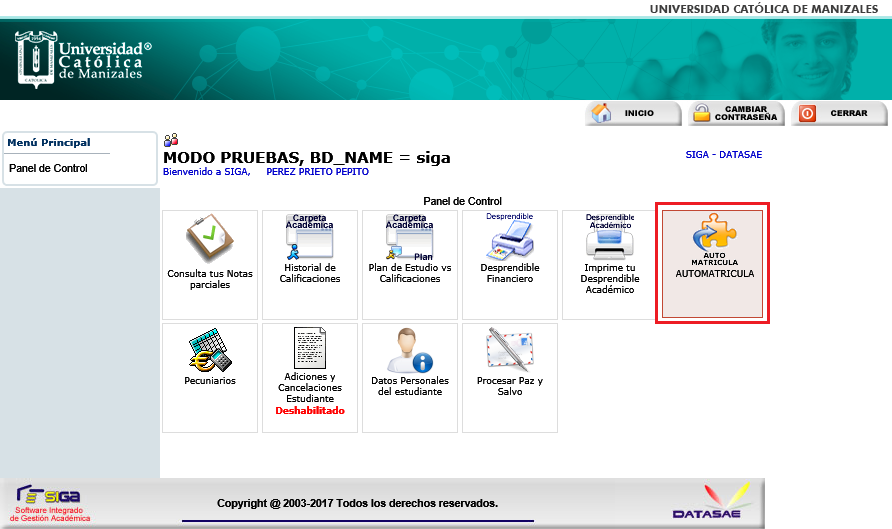 UNIVERSIDAD CATÓLICA DE MANIZALES
Universidad®
Católica
de Manizales
INICIO
CAMBIAR
CONTRASEÑA
CERRAR
Menú Principal
Panel de Control
MODO PRUEBAS, BD_NAME = siga
Bienvenido a SIGA, PEREZ PRIETO PEPITO
SIGA - DATASAE
Panel de Control
Consulta tus Notas
parciales
Carpeta
Académica
Historial de
Calificaciones
Carpeta
Académica
Plan
Plan de Estudio vs
Calificaciones
Desprendible
Desprendible
Financiero
Desprendible
Académico
Imprime tu
Desprendible
Académico
AUTO
MATRICULA
AUTOMATRICULA
Pecuniarios
Adiciones y
Cancelaciones
Estudiante
Deshabilitado
Datos Personales
del estudiante
Procesar Paz y
Salvo
SIGA
Software Integrado
de Gestión Académica
Copyright @ 2003-2017 Todos los derechos reservados.
DATASAE